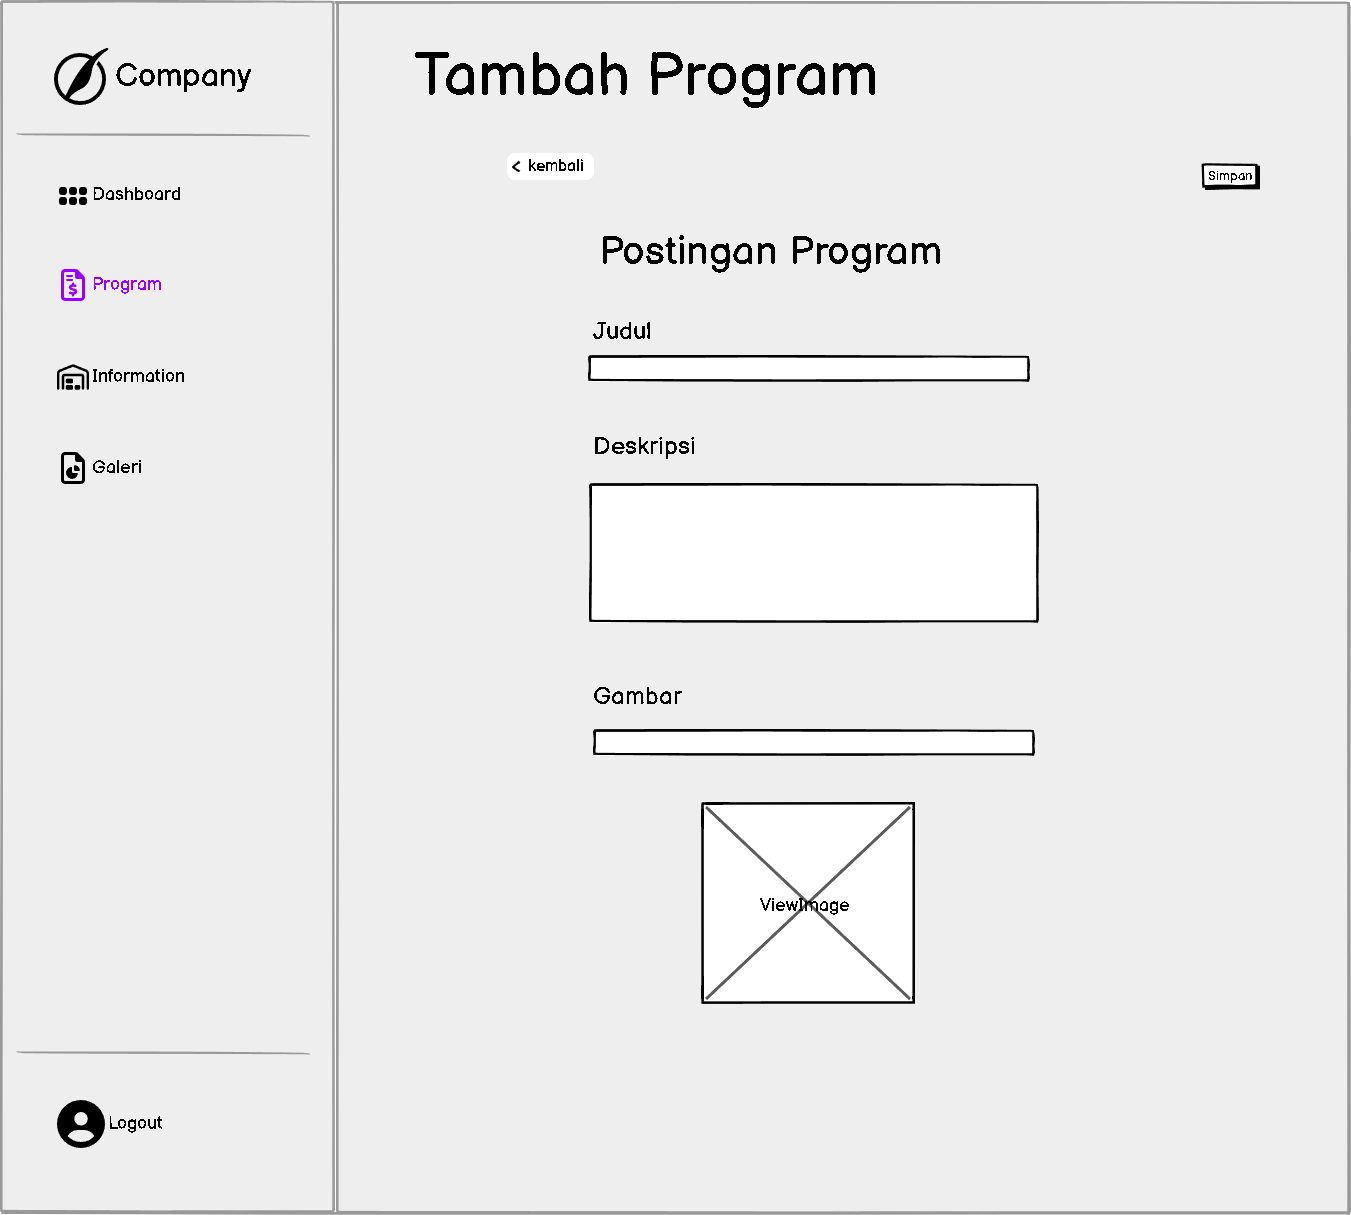 Company
Dashboard
Program
Information
Galeri
Logout
Tambah Program
kembali
Simpan
Postingan Program
Judul
Deskripsi
Gambar
ViewImage